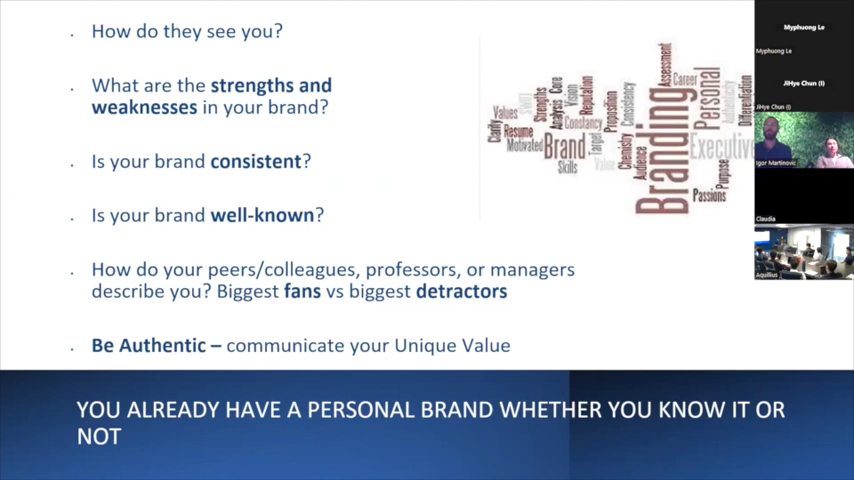 How do they see you?
What are the strengths and
weaknesses in your brand?
Is your brand consistent?
Is your brand well-known?
How do your peers/colleagues, professors, or managers
describe you? Biggest fans vs biggest detractors
Be Authentic – communicate your Unique Value
YOU ALREADY HAVE A PERSONAL BRAND WHETHER YOU KNOW IT OR
NOT
Clarity
Values
Resume
Motivated
SWOT
Strengths
Brand
Analysis
Core
Vision
Constancy
Skills
Reputation
Target
Value
Proposition
Chemistry
Consistency
Audience
Branding
Assessment
Career
Personal
Executive
Passions
Purpose
Authenticity
Differentiation
Myphuong Le
Myphuong Le
JiHye Chun (I)
JiHye Chun (I)
Igor Martinovic
Claudia
Aquillius